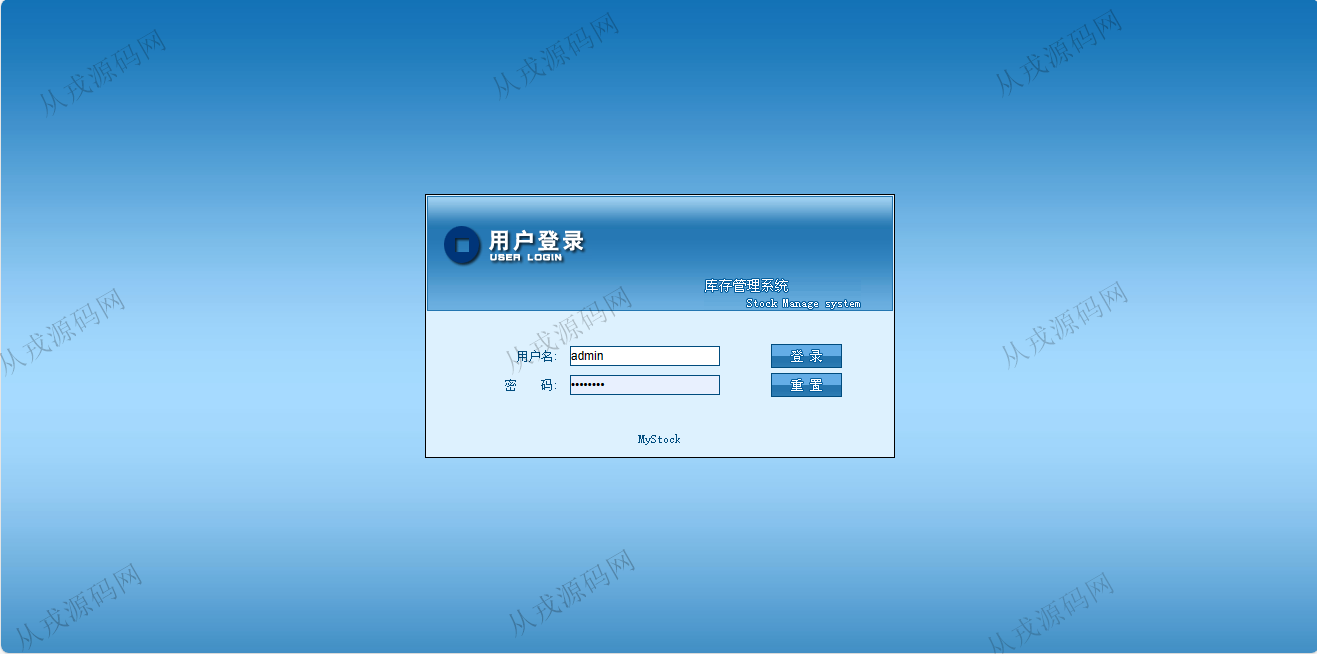 从戎源码网
从戎源码网
从戎源码网
用户登录
USER LOGIN
库存管理系统
Stock Manage system
从戎源码网
从戎源码网
从戎源码网
用户名: admin 登 录
密 码: •••••••• 重 置
MyStock
从戎源码网
从戎源码网
从戎源码网